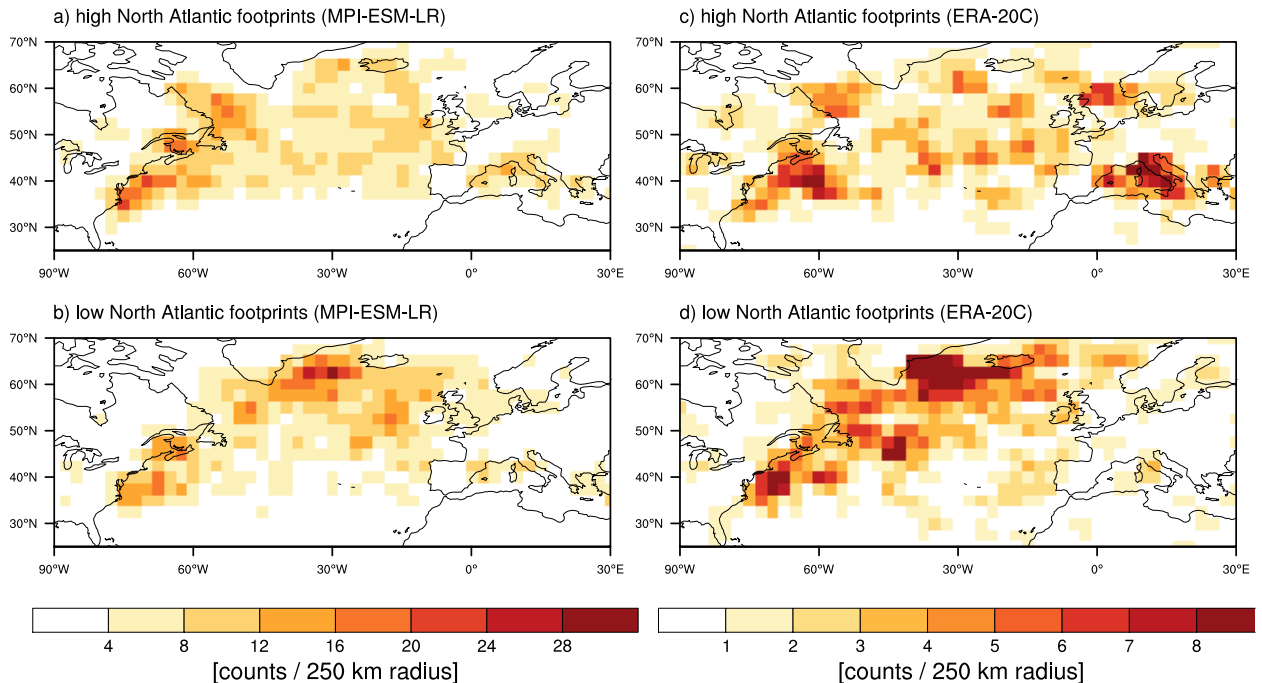 a) high North Atlantic footprints (MPI-ESM-LR)
70°N
60°N
50°N
40°N
30°N
90°W 60°W 30°W 0° 30°E
c) high North Atlantic footprints (ERA-20C)
70°N
60°N
50°N
40°N
30°N
90°W 60°W 30°W 0° 30°E
b) low North Atlantic footprints (MPI-ESM-LR)
70°N
60°N
50°N
40°N
30°N
90°W 60°W 30°W 0° 30°E
d) low North Atlantic footprints (ERA-20C)
70°N
60°N
50°N
40°N
30°N
90°W 60°W 30°W 0° 30°E
4 8 12 16 20 24 28
[counts / 250 km radius]
1 2 3 4 5 6 7 8
[counts / 250 km radius]